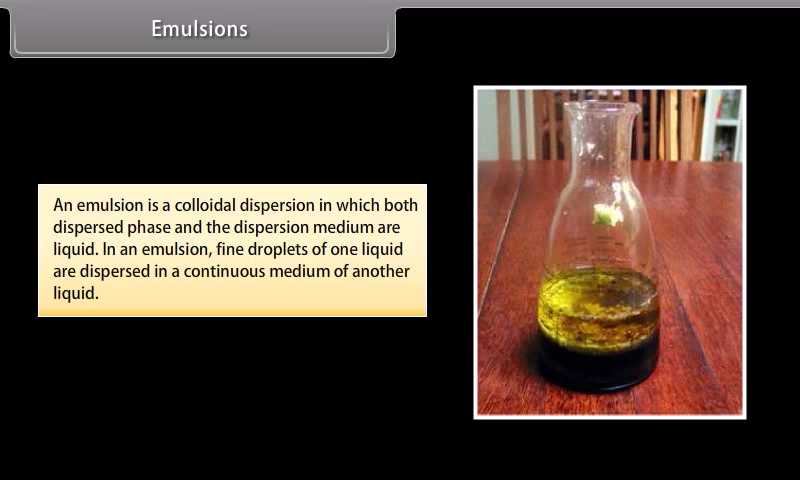 Emulsions
An emulsion is a colloidal dispersion in which both
dispersed phase and the dispersion medium are
liquid. In an emulsion, fine droplets of one liquid
are dispersed in a continuous medium of another
liquid.